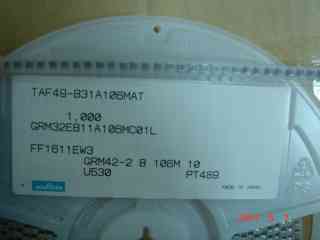 TAF49-B31A106MAT
1,000
GRM32EB11A106MC01L
FF1611EW3
GRM42-2 B 106M 10
U530 PT489
muRata
MADE IN JAPAN